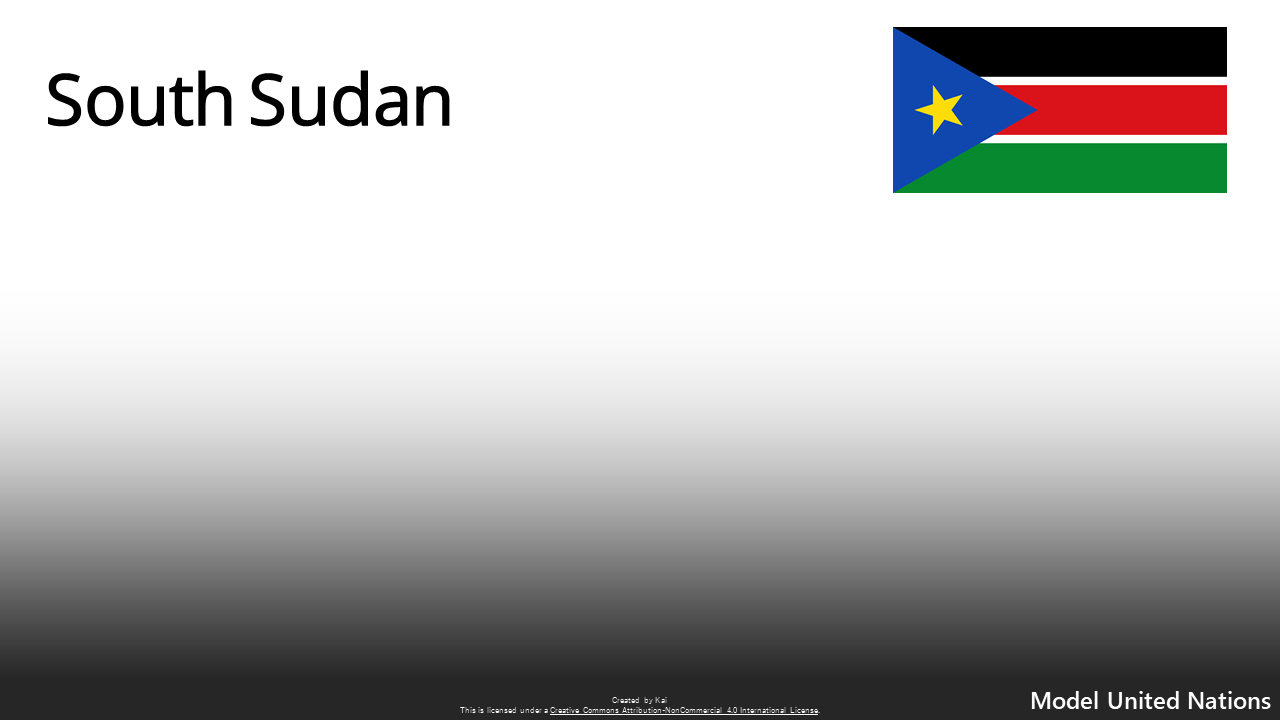 South Sudan
Created by Kai
This is licensed under a Creative Commons Attribution-NonCommercial 4.0 International License.
Model United Nations